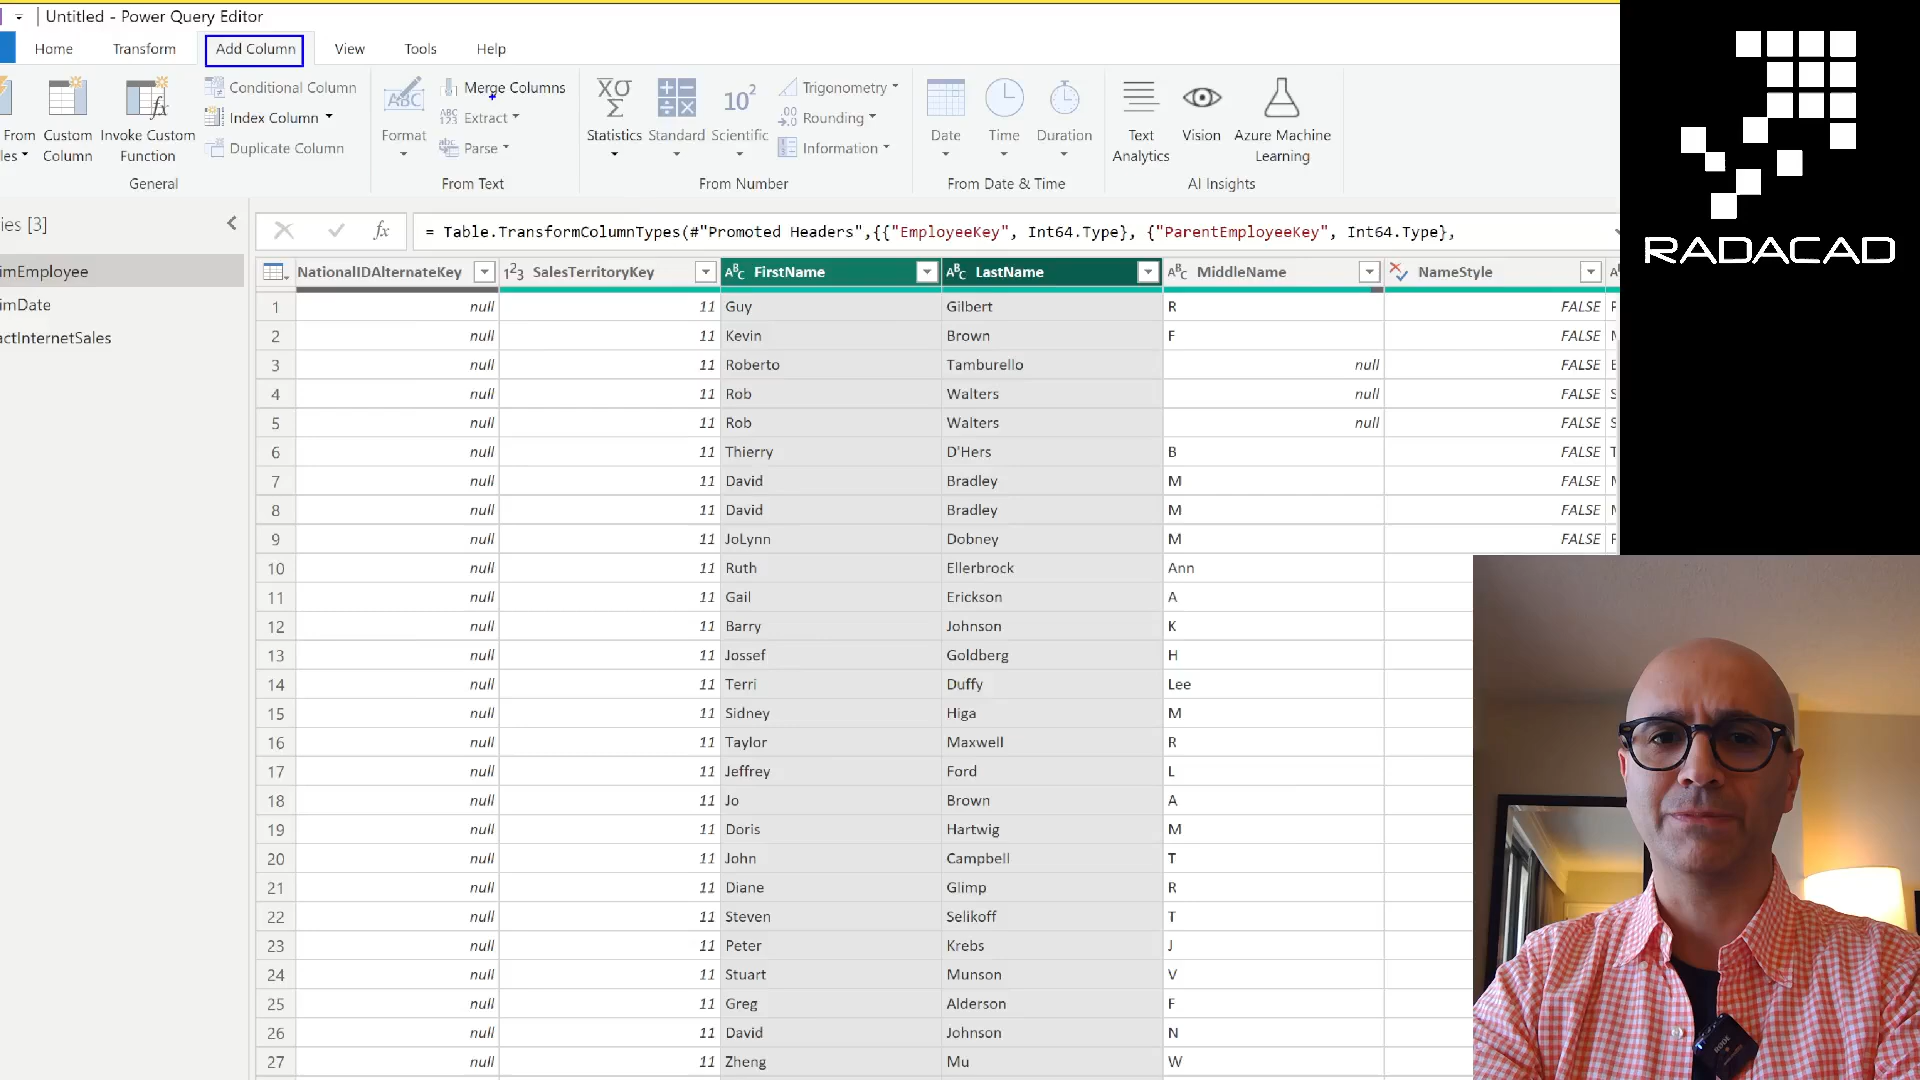 Untitled - Power Query Editor
Home Transform Add Column View Tools Help
From Custom Invoke Custom
les Column Function
General
Conditional Column
Index Column
Duplicate Column
Format
Merge Columns
Extract
Parse
From Text
Statistics Standard Scientific
Trigonometry
Rounding
Information
From Number
Date Time Duration
From Date & Time
Text Analytics
Vision
Azure Machine Learning
AI Insights
RADACAD
ies [3]
imEmployee
imDate
actInternetSales
= Table.TransformColumnTypes(#"Promoted Headers",{{"EmployeeKey", Int64.Type}, {"ParentEmployeeKey", Int64.Type},
NationalIDAlternateKey SalesTerritoryKey FirstName LastName MiddleName NameStyle
1 null 11 Guy Gilbert R FALSE
2 null 11 Kevin Brown F FALSE
3 null 11 Roberto Tamburello null FALSE
4 null 11 Rob Walters null FALSE
5 null 11 Rob Walters null FALSE
6 null 11 Thierry D'Hers B FALSE
7 null 11 David Bradley M FALSE
8 null 11 David Bradley M FALSE
9 null 11 JoLynn Dobney M FALSE
10 null 11 Ruth Ellerbrock Ann
11 null 11 Gail Erickson A
12 null 11 Barry Johnson K
13 null 11 Jossef Goldberg H
14 null 11 Terri Duffy Lee
15 null 11 Sidney Higa M
16 null 11 Taylor Maxwell R
17 null 11 Jeffrey Ford L
18 null 11 Jo Brown A
19 null 11 Doris Hartwig M
20 null 11 John Campbell T
21 null 11 Diane Glimp R
22 null 11 Steven Selikoff T
23 null 11 Peter Krebs J
24 null 11 Stuart Munson V
25 null 11 Greg Alderson F
26 null 11 David Johnson N
27 null 11 Zheng Mu W
RODE